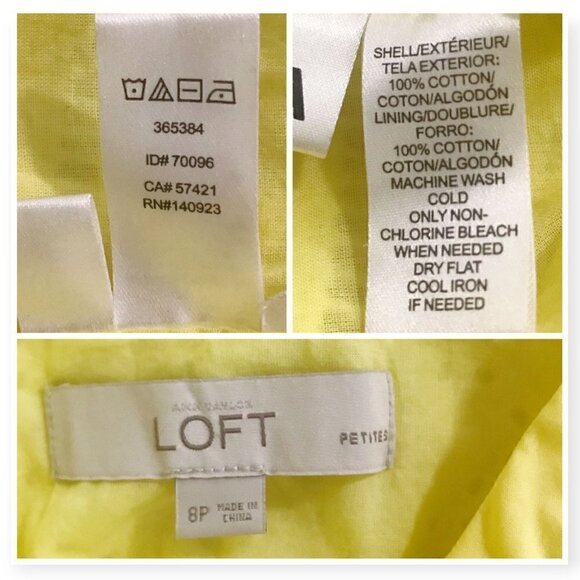 365384
ID# 70096
CA# 57421
RN#140923
SHELL/EXTÉRIEUR/
TELA EXTERIOR:
100% COTTON/
COTON/ALGODÓN
LINING/DOUBLURE/
FORRO:
100% COTTON/
COTON/ALGODÓN
MACHINE WASH
COLD
ONLY NON-
CHLORINE BLEACH
WHEN NEEDED
DRY FLAT
COOL IRON
IF NEEDED
ANN TAYLOR
LOFT
PETITES
8P MADE IN
CHINA